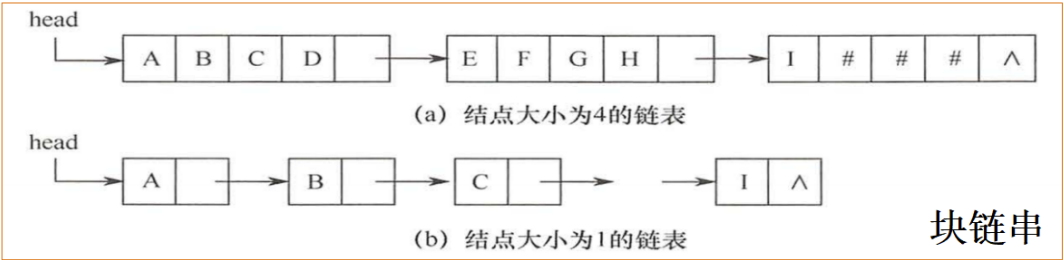 head
A B C D E F G H I # # # ∧
(a) 结点大小为4的链表
head
A B C I ∧
(b) 结点大小为1的链表
块链串